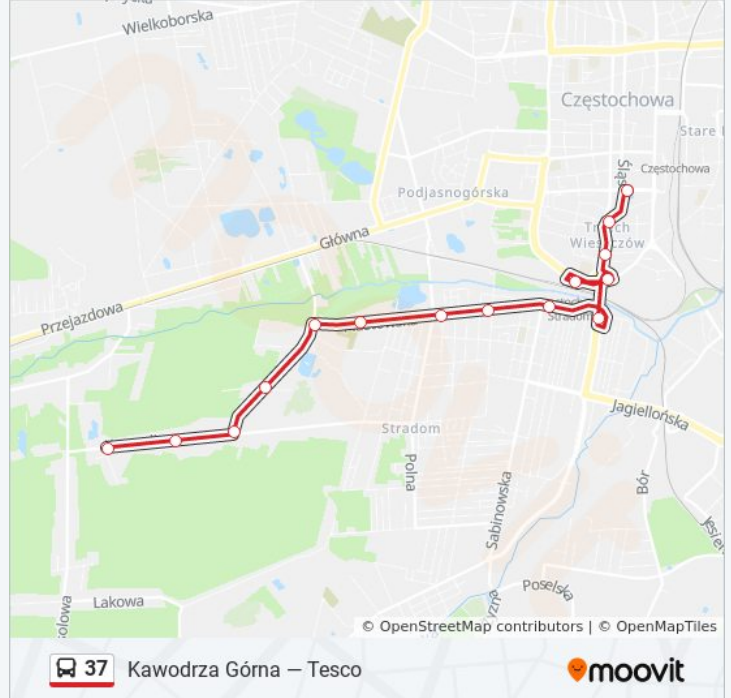 Wielkoborska
Częstochowa
Stare
Częstochowa
Podjasnogórska
Główna
Przejazdowa
Stradom
Jagiellońska
Stradom
Polna
Sabinowska
Bór
Poselska
Lakowa
© OpenStreetMap contributors | © OpenMapTiles
37 Kawodrza Górna — Tesco
moovit